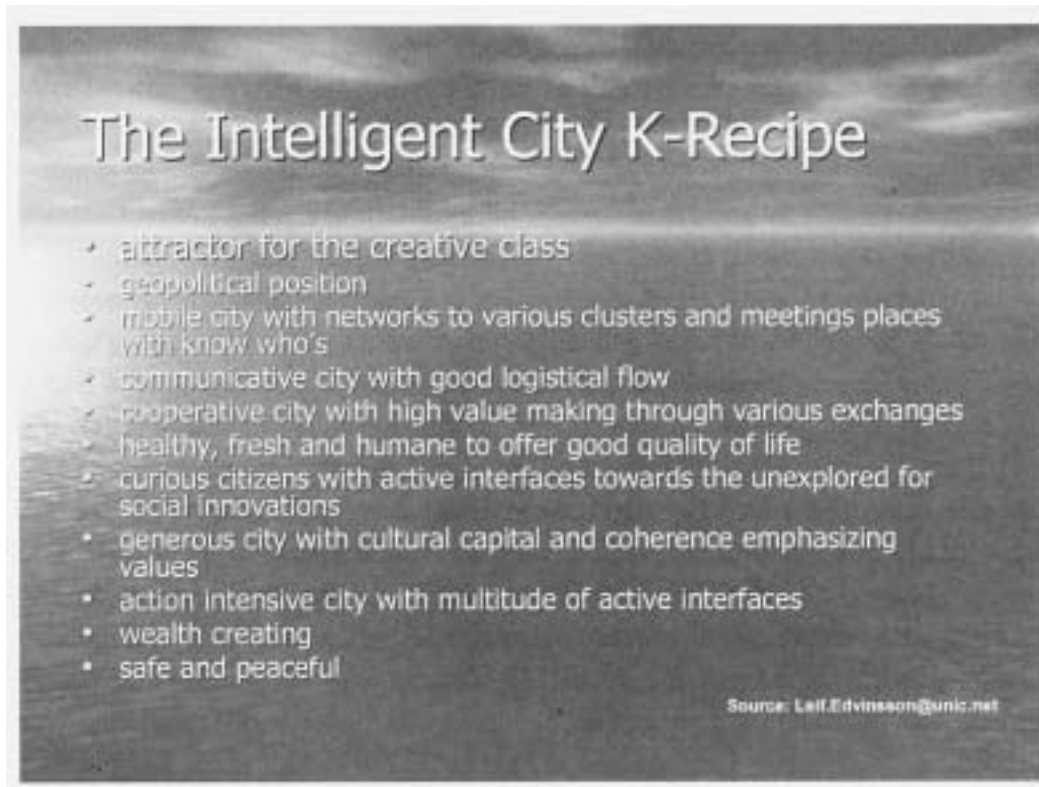 The Intelligent City K-Recipe
• attractor for the creative class
• geopolitical position
• mobile city with networks to various clusters and meetings places
with know who's
• communicative city with good logistical flow
• cooperative city with high value making through various exchanges
• healthy, fresh and humane to offer good quality of life
• curious citizens with active interfaces towards the unexplored for
social innovations
• generous city with cultural capital and coherence emphasizing
values
• action intensive city with multitude of active interfaces
• wealth creating
• safe and peaceful
Source: Leif.Edvinsson@unic.net